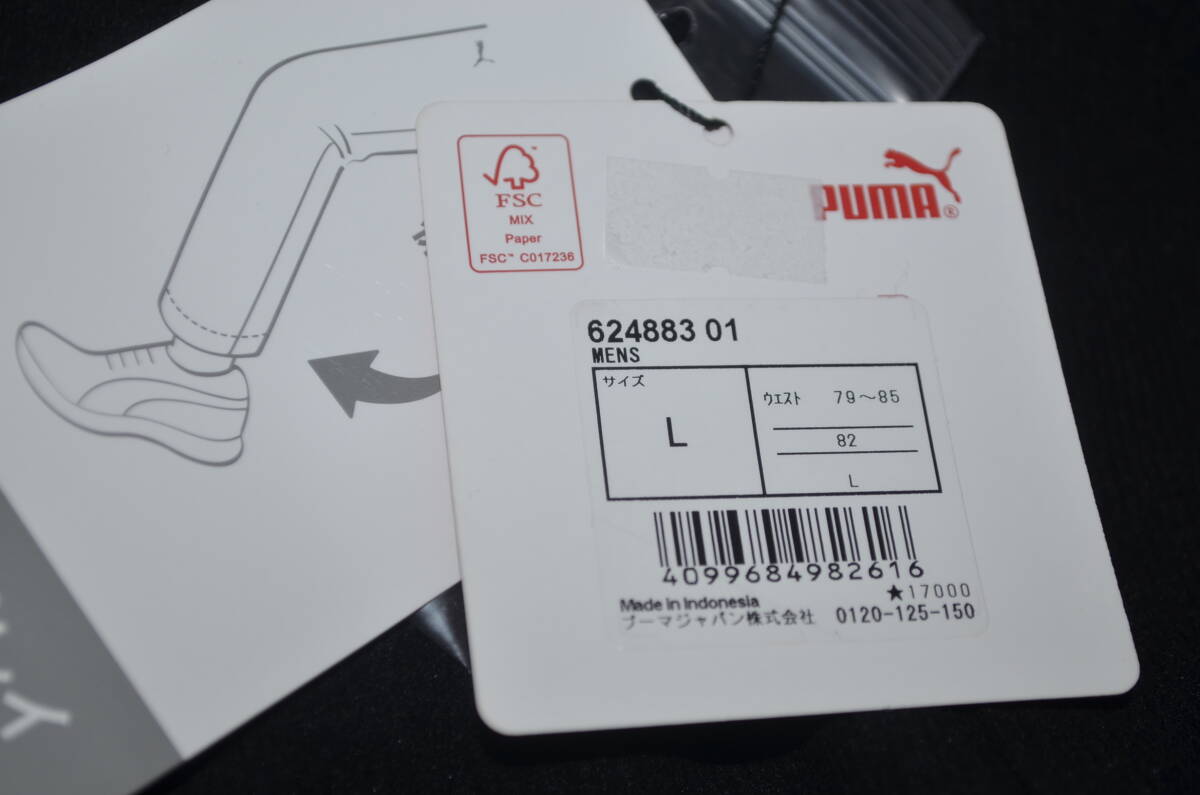 FSC
MIX
Paper
FSC™ C017236
PUMA®
624883 01
MENS
サイズ
L
ウエスト 79～85
82
L
4099684982616
★17000
Made in Indonesia
プーマジャパン株式会社 0120-125-150